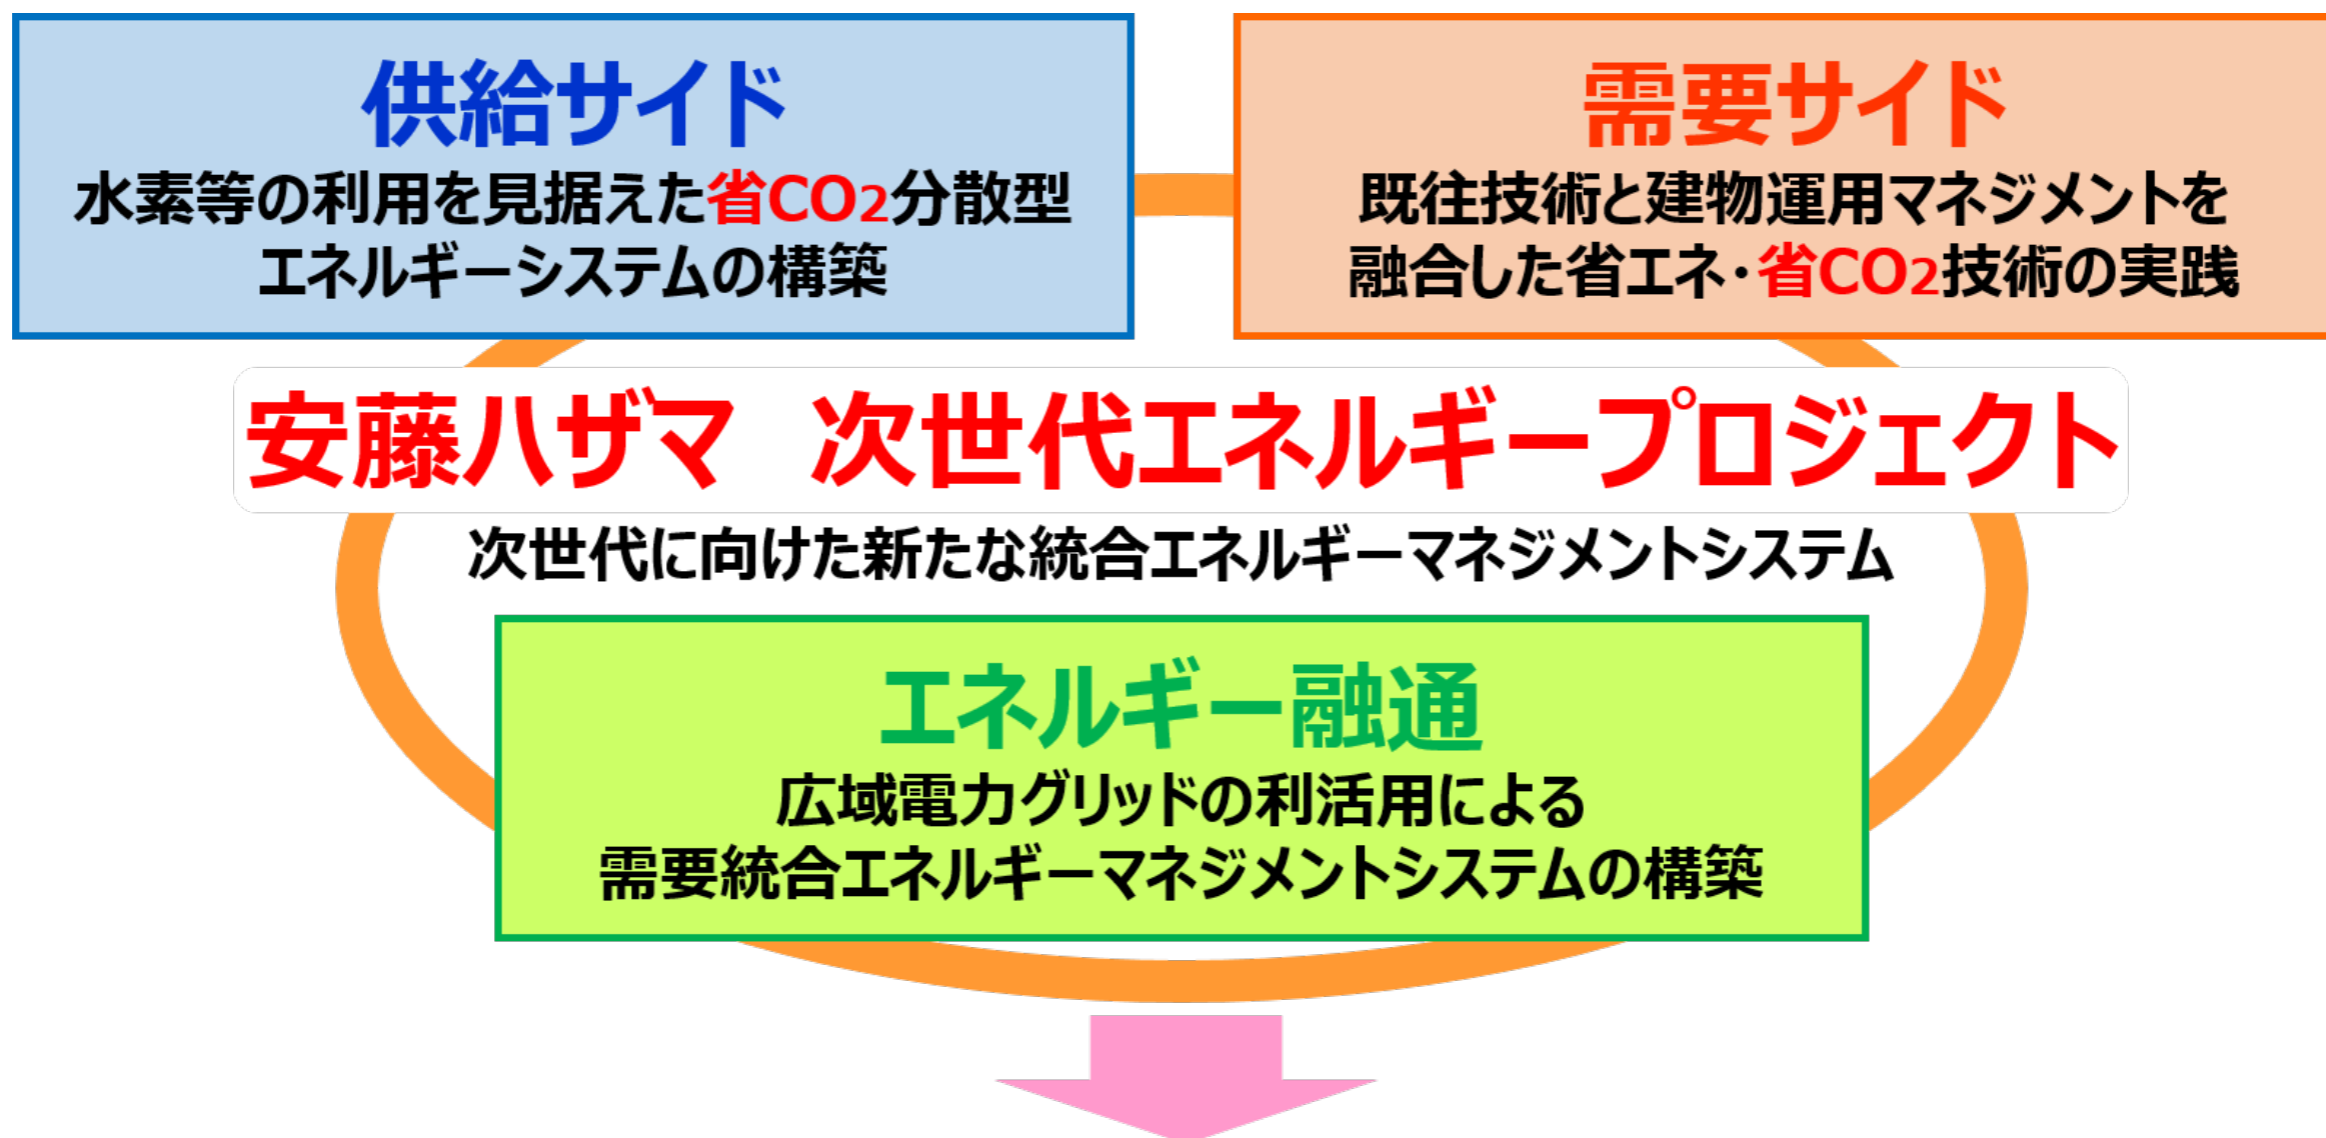 供給サイド
水素等の利用を見据えた省CO2分散型
エネルギーシステムの構築
需要サイド
既往技術と建物運用マネジメントを
融合した省エネ・省CO2技術の実践
安藤ハザマ　次世代エネルギープロジェクト
次世代に向けた新たな統合エネルギーマネジメントシステム
エネルギー融通
広域電力グリッドの利活用による
需要統合エネルギーマネジメントシステムの構築